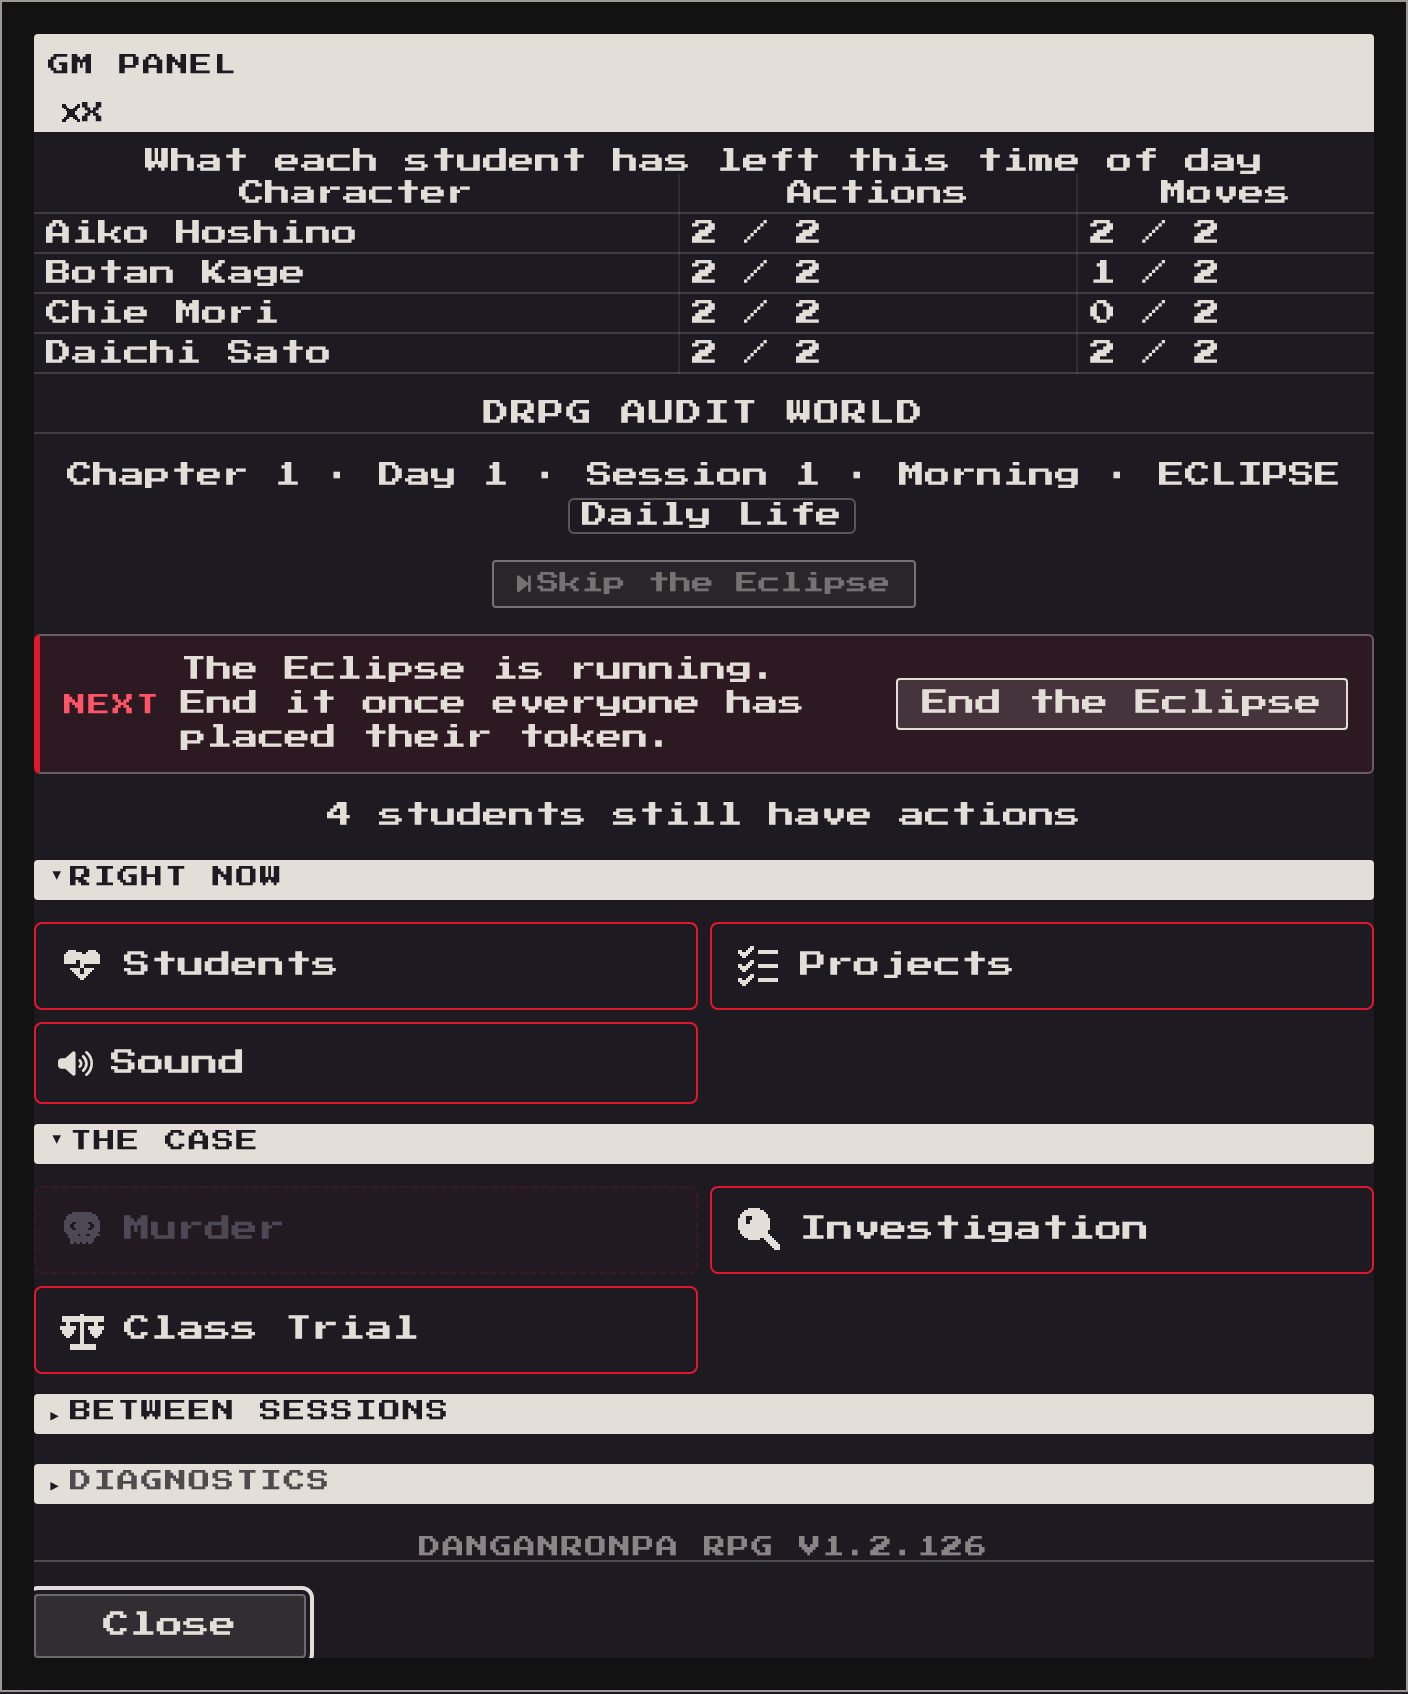 GM PANEL
xX
What each student has left this time of day
Character Actions Moves
Aiko Hoshino 2 / 2 2 / 2
Botan Kage 2 / 2 1 / 2
Chie Mori 2 / 2 0 / 2
Daichi Sato 2 / 2 2 / 2
DRPG AUDIT WORLD
Chapter 1 · Day 1 · Session 1 · Morning · ECLIPSE
Daily Life
Skip the Eclipse
NEXT
The Eclipse is running.
End it once everyone has
placed their token.
End the Eclipse
4 students still have actions
▾RIGHT NOW
Students
Projects
Sound
▾THE CASE
Murder
Investigation
Class Trial
▸BETWEEN SESSIONS
▸DIAGNOSTICS
DANGANRONPA RPG V1.2.126
Close